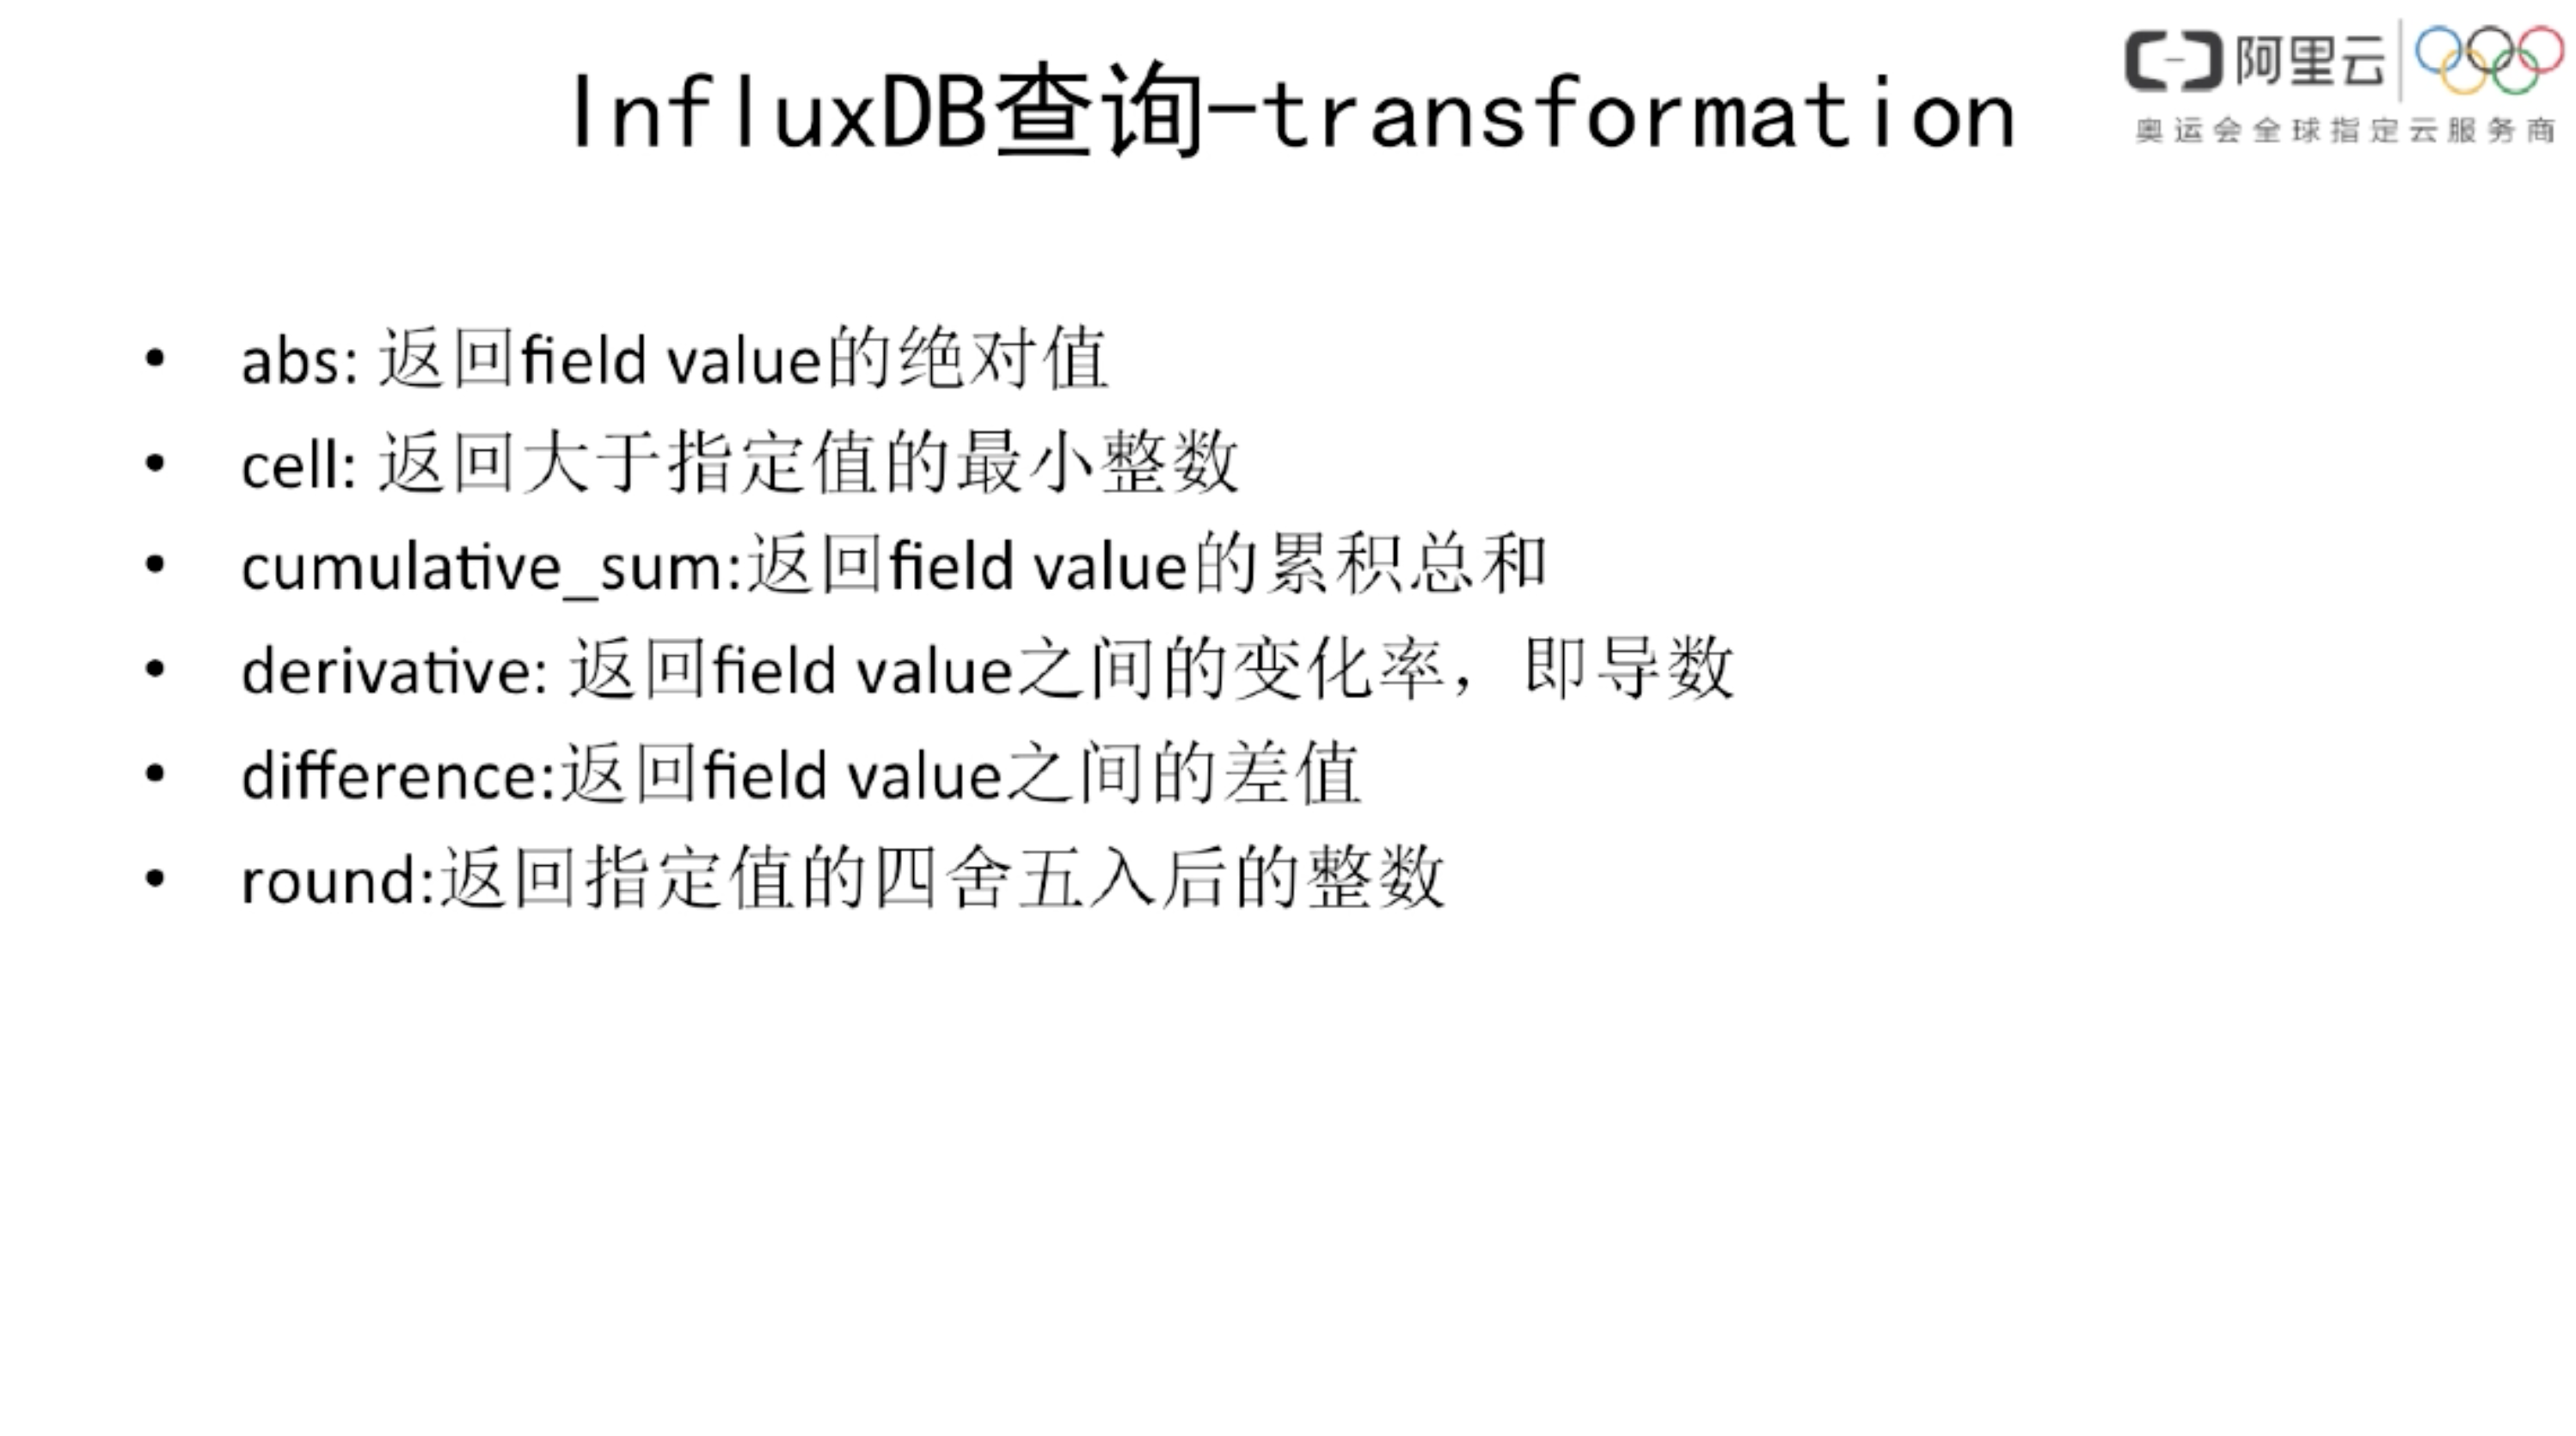 InfluxDB查询-transformation
阿里云
奥运会全球指定云服务商
• abs: 返回field value的绝对值
• cell: 返回大于指定值的最小整数
• cumulative_sum:返回field value的累积总和
• derivative: 返回field value之间的变化率，即导数
• difference:返回field value之间的差值
• round:返回指定值的四舍五入后的整数